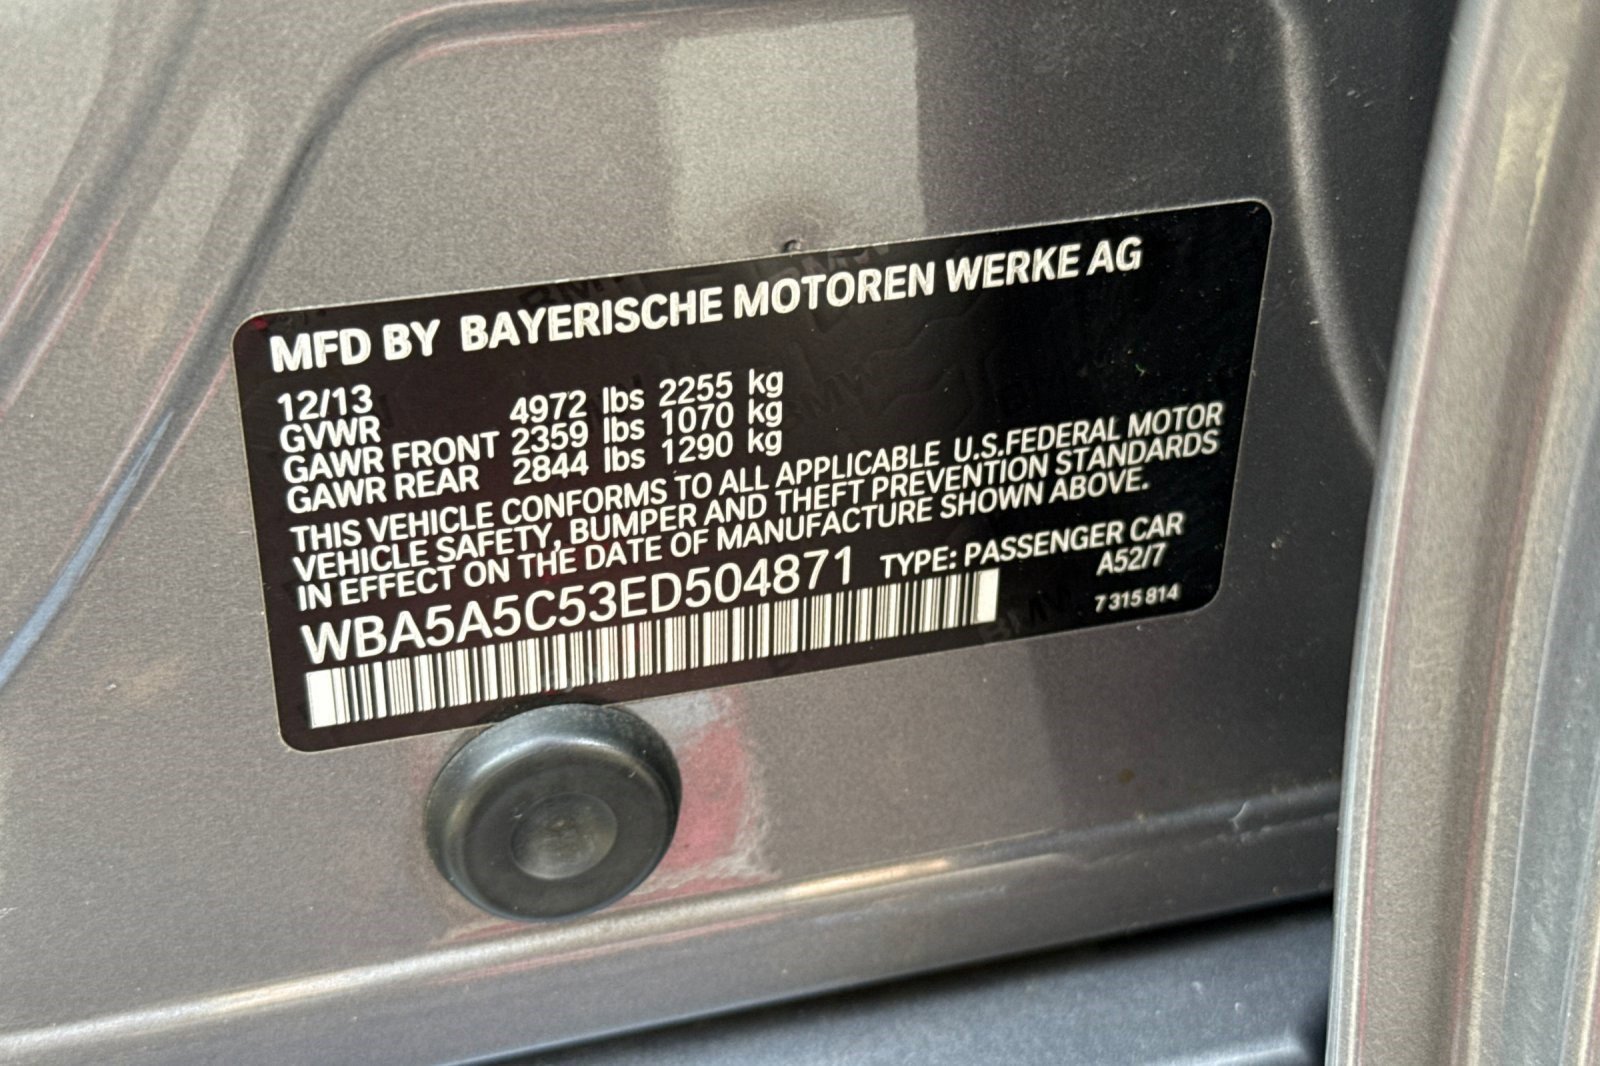 MFD BY BAYERISCHE MOTOREN WERKE AG
12/13
GVWR 4972 lbs 2255 kg
GAWR FRONT 2359 lbs 1070 kg
GAWR REAR 2844 lbs 1290 kg
THIS VEHICLE CONFORMS TO ALL APPLICABLE U.S.FEDERAL MOTOR
VEHICLE SAFETY, BUMPER AND THEFT PREVENTION STANDARDS
IN EFFECT ON THE DATE OF MANUFACTURE SHOWN ABOVE.
WBA5A5C53ED504871 TYPE: PASSENGER CAR
A52/7
7 315 814